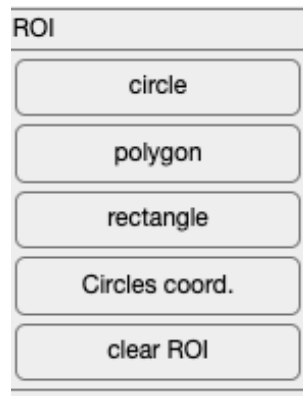 ROI
circle
polygon
rectangle
Circles coord.
clear ROI